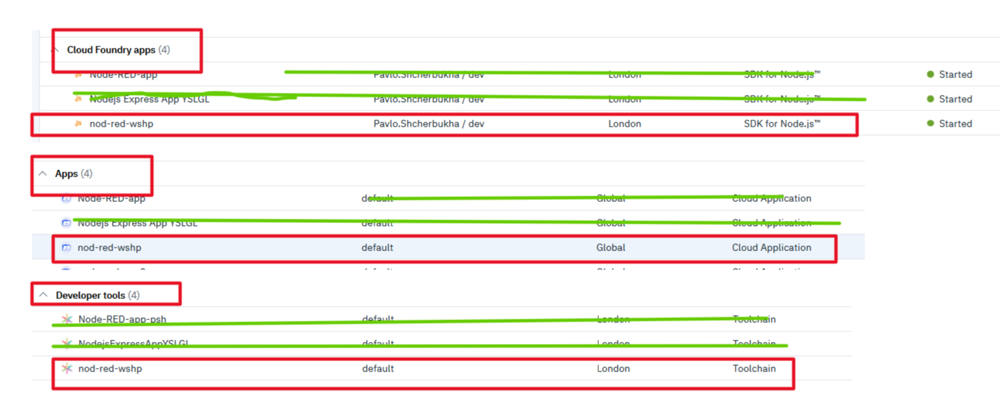 Cloud Foundry apps (4)
Node-RED-app Pavlo.Shcherbukha / dev London SDK for Node.js™ Started
Nodejs Express App YSLGL Pavlo.Shcherbukha / dev London SDK for Node.js™ Started
nod-red-wshp Pavlo.Shcherbukha / dev London SDK for Node.js™ Started
Apps (4)
Node-RED-app default Global Cloud Application
Nodejs Express App YSLGL default Global Cloud Application
nod-red-wshp default Global Cloud Application
Developer tools (4)
Node-RED-app-psh default London Toolchain
NodejsExpressAppYSLGL default London Toolchain
nod-red-wshp default London Toolchain